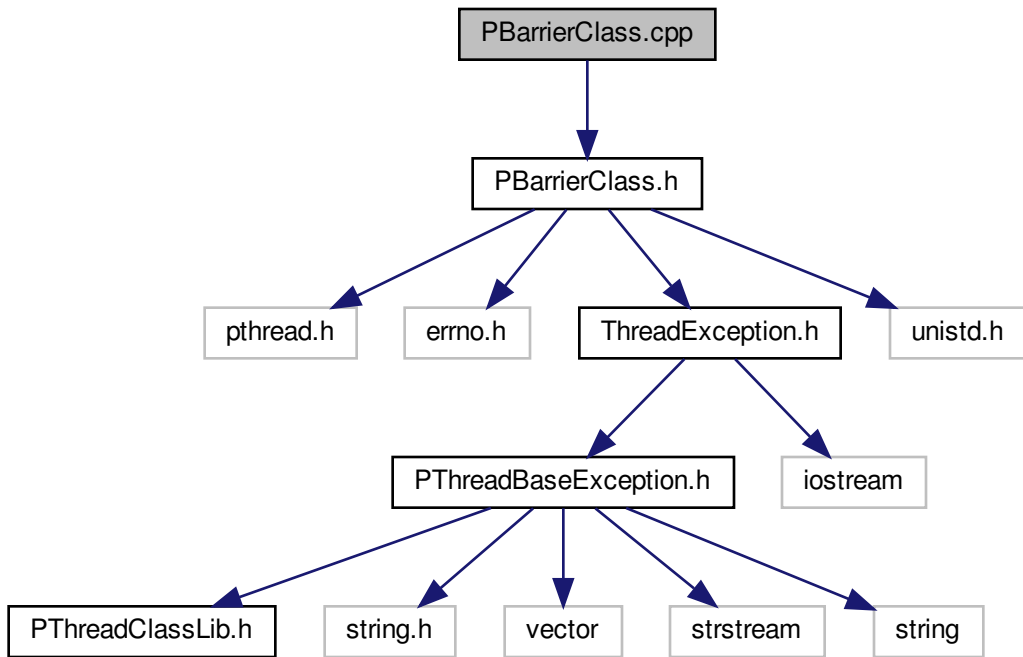 PBarrierClass.cpp
PBarrierClass.h
pthread.h
errno.h
ThreadException.h
unistd.h
PThreadBaseException.h
iostream
PThreadClassLib.h
string.h
vector
strstream
string